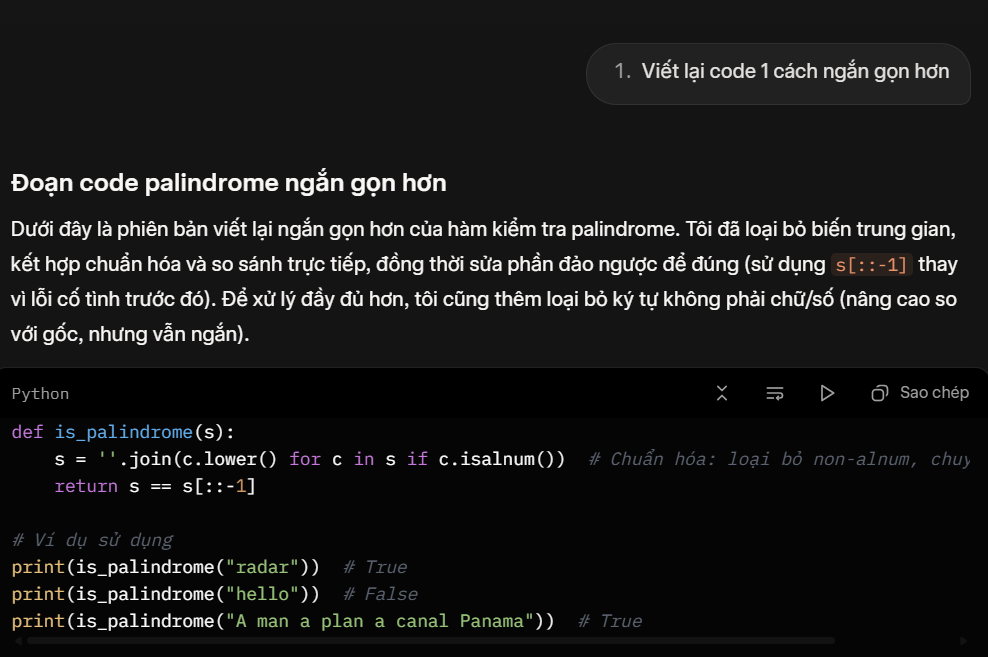 1. Viết lại code 1 cách ngắn gọn hơn
Đoạn code palindrome ngắn gọn hơn
Dưới đây là phiên bản viết lại ngắn gọn hơn của hàm kiểm tra palindrome. Tôi đã loại bỏ biến trung gian,
kết hợp chuẩn hóa và so sánh trực tiếp, đồng thời sửa phần đảo ngược để đúng (sử dụng s[::-1] thay
vì lỗi cố tình trước đó). Để xử lý đầy đủ hơn, tôi cũng thêm loại bỏ ký tự không phải chữ/số (nâng cao so
với gốc, nhưng vẫn ngắn).
Python
Sao chép
def is_palindrome(s):
    s = ''.join(c.lower() for c in s if c.isalnum())  # Chuẩn hóa: loại bỏ non-alnum, chuy
    return s == s[::-1]
# Ví dụ sử dụng
print(is_palindrome("radar"))  # True
print(is_palindrome("hello"))  # False
print(is_palindrome("A man a plan a canal Panama"))  # True